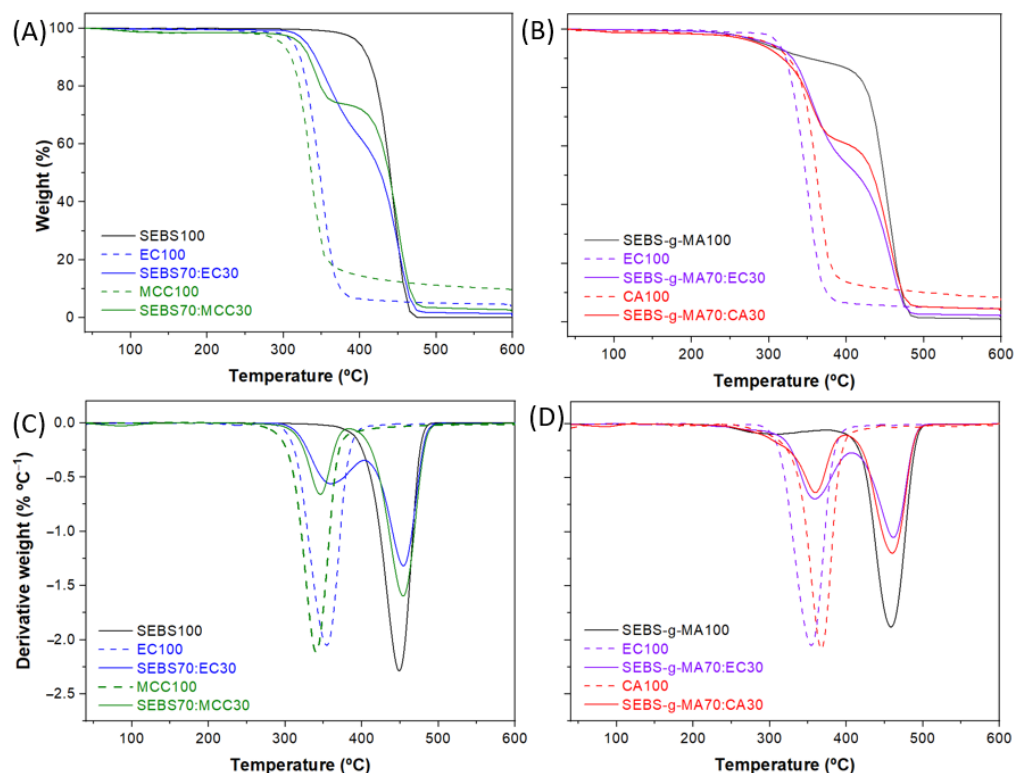 (A)
100
80
60
40
20
0
Weight (%)
SEBS100
EC100
SEBS70:EC30
MCC100
SEBS70:MCC30
100 200 300 400 500 600
Temperature (ºC)
(B)
SEBS-g-MA100
EC100
SEBS-g-MA70:EC30
CA100
SEBS-g-MA70:CA30
100 200 300 400 500 600
Temperature (ºC)
(C)
0.0
−0.5
−1.0
−1.5
−2.0
−2.5
Derivative weight (% ºC⁻¹)
SEBS100
EC100
SEBS70:EC30
MCC100
SEBS70:MCC30
100 200 300 400 500 600
Temperature (ºC)
(D)
SEBS-g-MA100
EC100
SEBS-g-MA70:EC30
CA100
SEBS-g-MA70:CA30
100 200 300 400 500 600
Temperature (ºC)